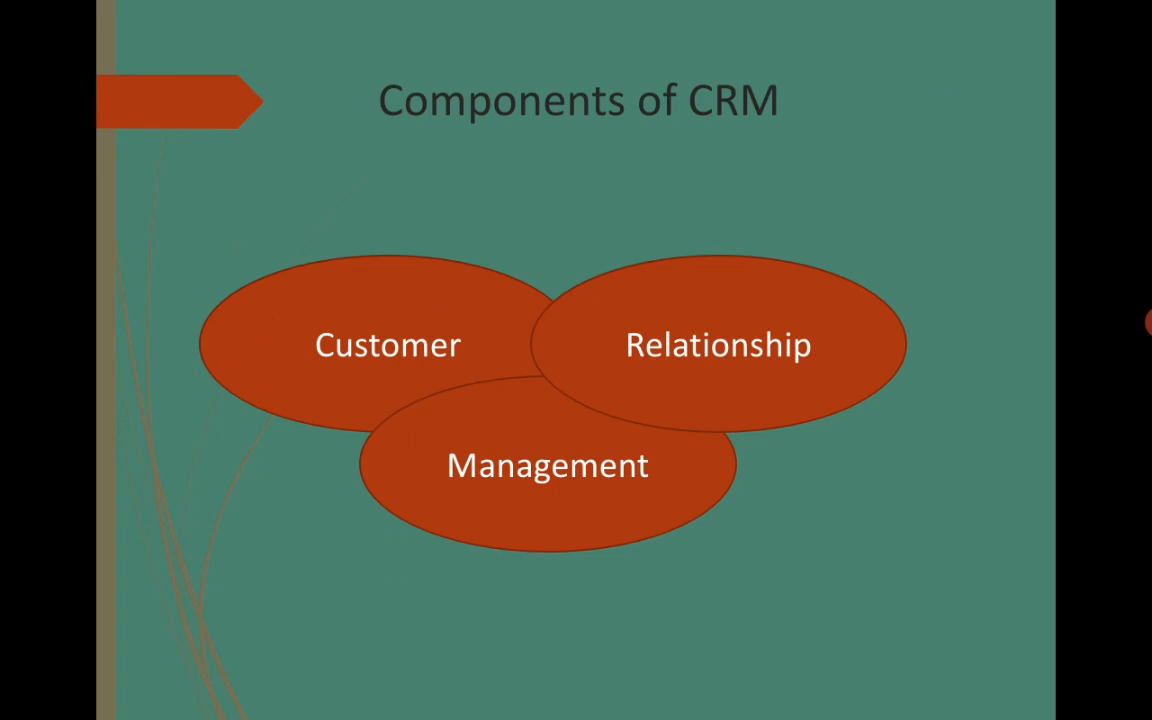 Components of CRM
Customer
Relationship
Management